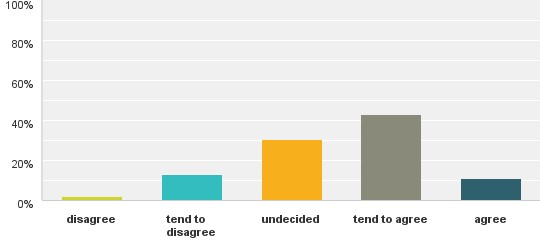 100%
80%
60%
40%
20%
0%
disagree
tend to
disagree
undecided
tend to agree
agree